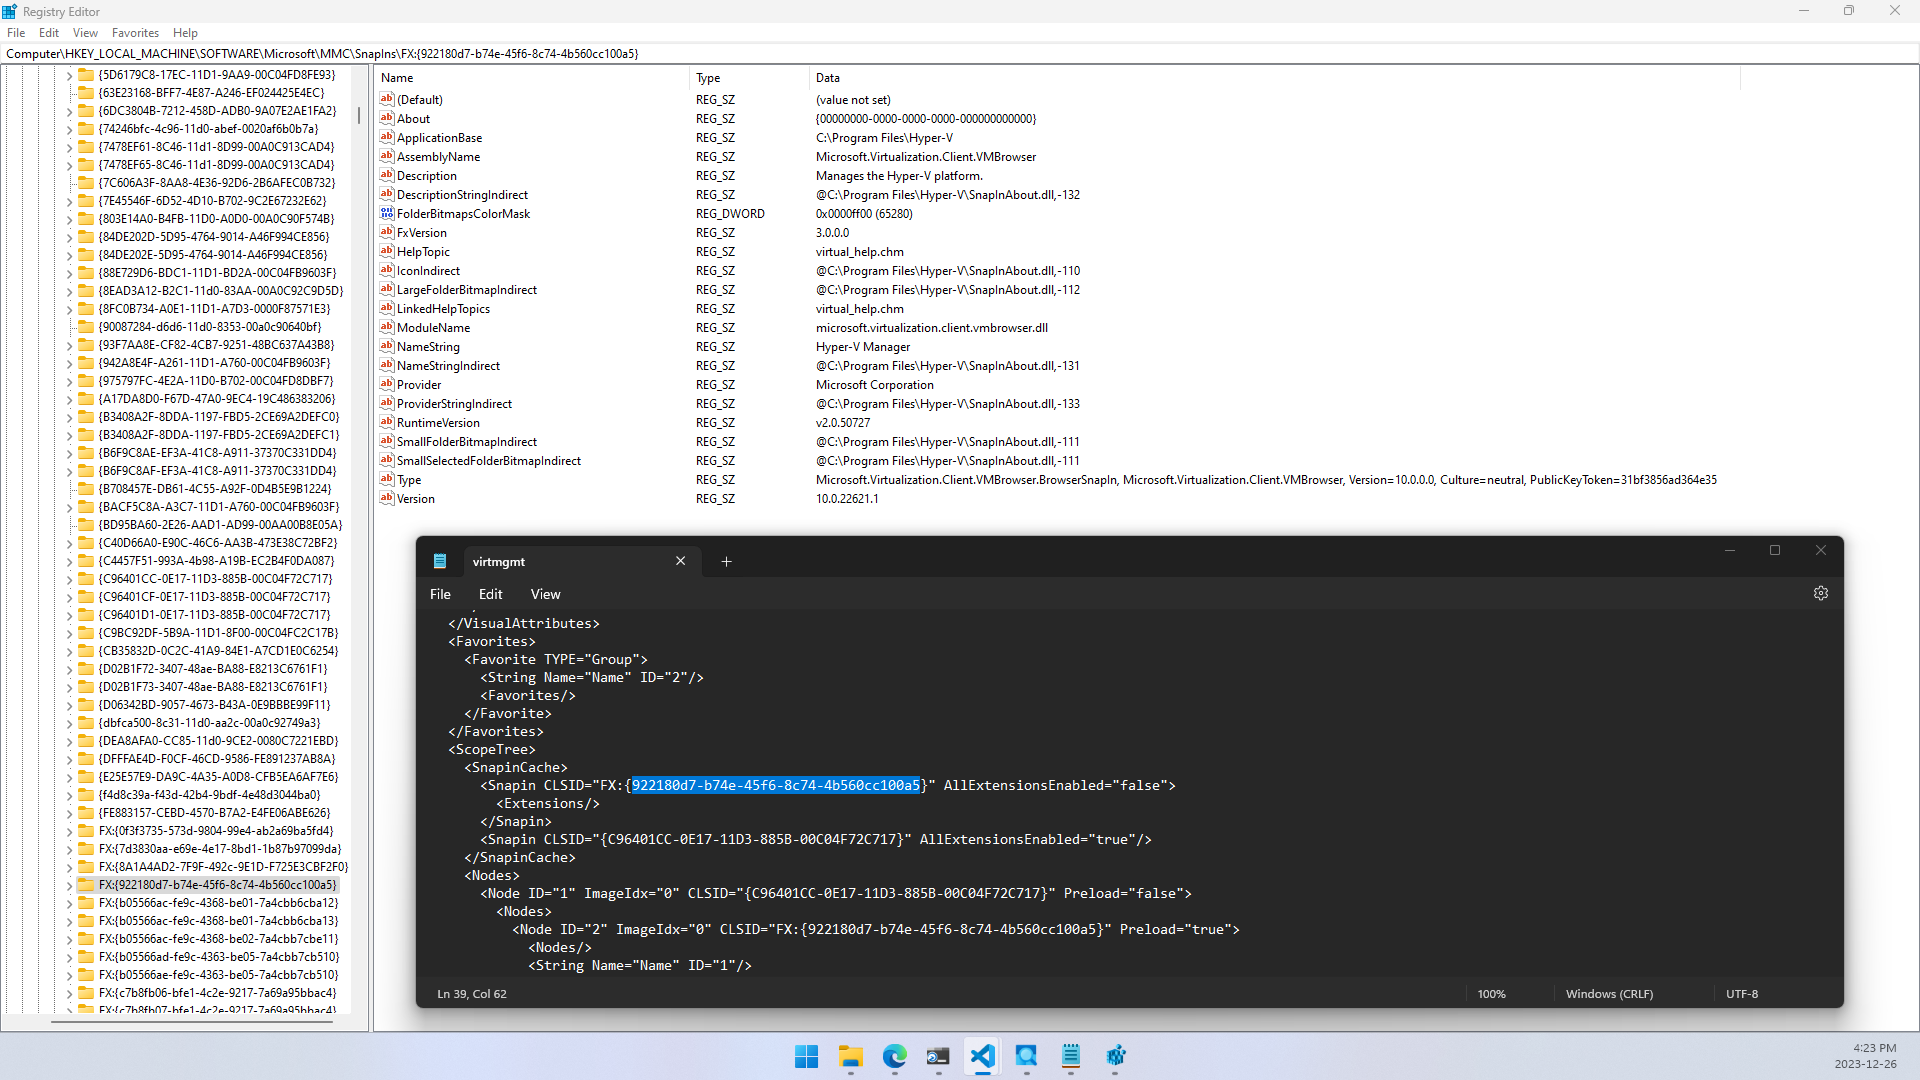 Registry Editor
File Edit View Favorites Help
Computer\HKEY_LOCAL_MACHINE\SOFTWARE\Microsoft\MMC\SnapIns\FX:{922180d7-b74e-45f6-8c74-4b560cc100a5}
{5D6179C8-17EC-11D1-9AA9-00C04FD8FE93}
{63E23168-BFF7-4E87-A246-EF024425E4EC}
{6DC3804B-7212-458D-ADB0-9A07E2AE1FA2}
{74246bfc-4c96-11d0-abef-0020af6b0b7a}
{7478EF61-8C46-11d1-8D99-00A0C913CAD4}
{7478EF65-8C46-11d1-8D99-00A0C913CAD4}
{7C606A3F-8AA8-4E36-92D6-2B6AFEC0B732}
{7E45546F-6D52-4D10-B702-9C2E67232E62}
{803E14A0-B4FB-11D0-A0D0-00A0C90F574B}
{84DE202D-5D95-4764-9014-A46F994CE856}
{84DE202E-5D95-4764-9014-A46F994CE856}
{88E729D6-BDC1-11D1-BD2A-00C04FB9603F}
{8EAD3A12-B2C1-11d0-83AA-00A0C92C9D5D}
{8FC0B734-A0E1-11D1-A7D3-0000F87571E3}
{90087284-d6d6-11d0-8353-00a0c90640bf}
{93F7AA8E-CF82-4CB7-9251-48BC637A43B8}
{942A8E4F-A261-11D1-A760-00C04FB9603F}
{975797FC-4E2A-11D0-B702-00C04FD8DBF7}
{A17DA8D0-F67D-47A0-9EC4-19C486383206}
{B3408A2F-8DDA-1197-FBD5-2CE69A2DEFC0}
{B3408A2F-8DDA-1197-FBD5-2CE69A2DEFC1}
{B6F9C8AE-EF3A-41C8-A911-37370C331DD4}
{B6F9C8AF-EF3A-41C8-A911-37370C331DD4}
{B708457E-DB61-4C55-A92F-0D4B5E9B1224}
{BACF5C8A-A3C7-11D1-A760-00C04FB9603F}
{BD95BA60-2E26-AAD1-AD99-00AA00B8E05A}
{C40D66A0-E90C-46C6-AA3B-473E38C72BF2}
{C4457F51-993A-4b98-A19B-EC2B4F0DA087}
{C96401CC-0E17-11D3-885B-00C04F72C717}
{C96401CF-0E17-11D3-885B-00C04F72C717}
{C96401D1-0E17-11D3-885B-00C04F72C717}
{C9BC92DF-5B9A-11D1-8F00-00C04FC2C17B}
{CB35832D-0C2C-41A9-84E1-A7CD1E0C6254}
{D02B1F72-3407-48ae-BA88-E8213C6761F1}
{D02B1F73-3407-48ae-BA88-E8213C6761F1}
{D06342BD-9057-4673-B43A-0E9BBBE99F11}
{dbfca500-8c31-11d0-aa2c-00a0c92749a3}
{DEA8AFA0-CC85-11d0-9CE2-0080C7221EBD}
{DFFFAE4D-F0CF-46CD-9586-FE891237AB8A}
{E25E57E9-DA9C-4A35-A0D8-CFB5EA6AF7E6}
{f4d8c39a-f43d-42b4-9bdf-4e48d3044ba0}
{FE883157-CEBD-4570-B7A2-E4FE06ABE626}
FX:{0f3f3735-573d-9804-99e4-ab2a69ba5fd4}
FX:{7d3830aa-e69e-4e17-8bd1-1b87b97099da}
FX:{8A1A4AD2-7F9F-492c-9E1D-F725E3CBF2F0}
FX:{922180d7-b74e-45f6-8c74-4b560cc100a5}
FX:{b05566ac-fe9c-4368-be01-7a4cbb6cba12}
FX:{b05566ac-fe9c-4368-be01-7a4cbb6cba13}
FX:{b05566ac-fe9c-4368-be02-7a4cbb7cbe11}
FX:{b05566ad-fe9c-4363-be05-7a4cbb7cb510}
FX:{b05566ae-fe9c-4363-be05-7a4cbb7cb510}
FX:{c7b8fb06-bfe1-4c2e-9217-7a69a95bbac4}
FX:{c7b8fb07-bfe1-4c2e-9217-7a69a95bbac4}
Name Type Data
(Default) REG_SZ (value not set)
About REG_SZ {00000000-0000-0000-0000-000000000000}
ApplicationBase REG_SZ C:\Program Files\Hyper-V
AssemblyName REG_SZ Microsoft.Virtualization.Client.VMBrowser
Description REG_SZ Manages the Hyper-V platform.
DescriptionStringIndirect REG_SZ @C:\Program Files\Hyper-V\SnapInAbout.dll,-132
FolderBitmapsColorMask REG_DWORD 0x0000ff00 (65280)
FxVersion REG_SZ 3.0.0.0
HelpTopic REG_SZ virtual_help.chm
IconIndirect REG_SZ @C:\Program Files\Hyper-V\SnapInAbout.dll,-110
LargeFolderBitmapIndirect REG_SZ @C:\Program Files\Hyper-V\SnapInAbout.dll,-112
LinkedHelpTopics REG_SZ virtual_help.chm
ModuleName REG_SZ microsoft.virtualization.client.vmbrowser.dll
NameString REG_SZ Hyper-V Manager
NameStringIndirect REG_SZ @C:\Program Files\Hyper-V\SnapInAbout.dll,-131
Provider REG_SZ Microsoft Corporation
ProviderStringIndirect REG_SZ @C:\Program Files\Hyper-V\SnapInAbout.dll,-133
RuntimeVersion REG_SZ v2.0.50727
SmallFolderBitmapIndirect REG_SZ @C:\Program Files\Hyper-V\SnapInAbout.dll,-111
SmallSelectedFolderBitmapIndirect REG_SZ @C:\Program Files\Hyper-V\SnapInAbout.dll,-111
Type REG_SZ Microsoft.Virtualization.Client.VMBrowser.BrowserSnapIn, Microsoft.Virtualization.Client.VMBrowser, Version=10.0.0.0, Culture=neutral, PublicKeyToken=31bf3856ad364e35
Version REG_SZ 10.0.22621.1
virtmgmt
File Edit View
</VisualAttributes>
<Favorites>
<Favorite TYPE="Group">
<String Name="Name" ID="2"/>
<Favorites/>
</Favorite>
</Favorites>
<ScopeTree>
<SnapinCache>
<Snapin CLSID="FX:{922180d7-b74e-45f6-8c74-4b560cc100a5}" AllExtensionsEnabled="false">
<Extensions/>
</Snapin>
<Snapin CLSID="{C96401CC-0E17-11D3-885B-00C04F72C717}" AllExtensionsEnabled="true"/>
</SnapinCache>
<Nodes>
<Node ID="1" ImageIdx="0" CLSID="{C96401CC-0E17-11D3-885B-00C04F72C717}" Preload="false">
<Nodes>
<Node ID="2" ImageIdx="0" CLSID="FX:{922180d7-b74e-45f6-8c74-4b560cc100a5}" Preload="true">
<Nodes/>
<String Name="Name" ID="1"/>
Ln 39, Col 62 100% Windows (CRLF) UTF-8
4:23 PM
2023-12-26